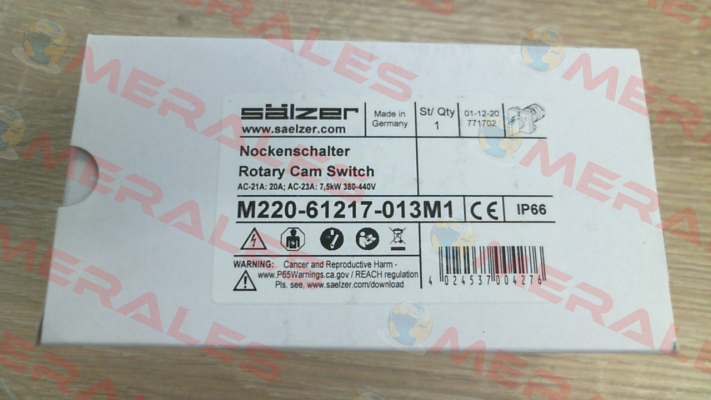 sälzer
www.saelzer.com
Made in
Germany
St/ Qty
1
01-12-20
771702
Nockenschalter
Rotary Cam Switch
AC-21A: 20A; AC-23A: 7,5kW 380-440V
M220-61217-013M1
CE
IP66
WARNING: Cancer and Reproductive Harm -
www.P65Warnings.ca.gov / REACH regulation
Pls. see, www.saelzer.com/download
4 024537 004276
MERALES
MERALES
MERALES
MERALES
MERALES
MERALES
MERALES
MERALES